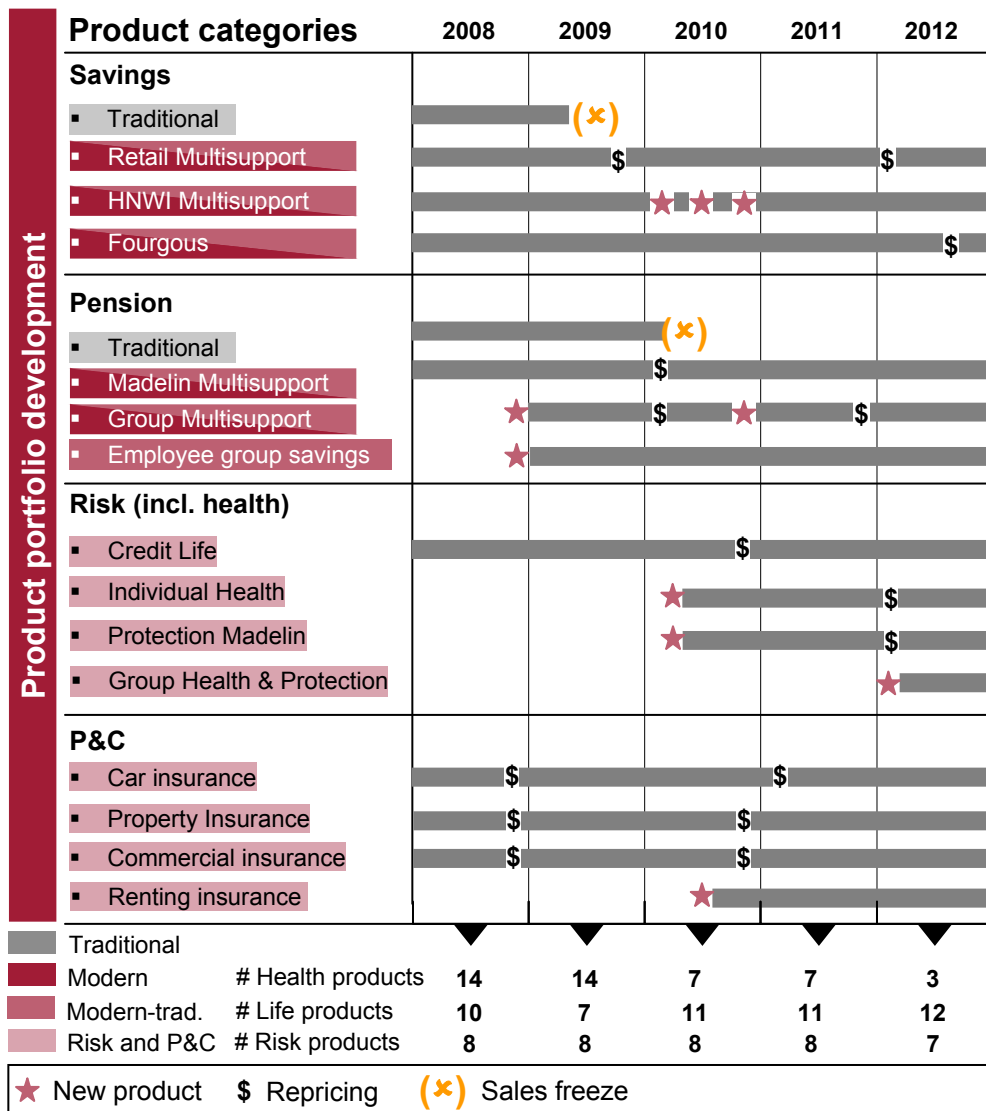 Product portfolio development
Product categories 2008 2009 2010 2011 2012
Savings
▪ Traditional (×)
▪ Retail Multisupport $ $
▪ HNWI Multisupport
▪ Fourgous $
Pension
▪ Traditional (×)
▪ Madelin Multisupport $
▪ Group Multisupport $ $
▪ Employee group savings
Risk (incl. health)
▪ Credit Life $
▪ Individual Health $
▪ Protection Madelin $
▪ Group Health & Protection
P&C
▪ Car insurance $ $
▪ Property Insurance $ $
▪ Commercial insurance $ $
▪ Renting insurance
Traditional
Modern # Health products 14 14 7 7 3
Modern-trad. # Life products 10 7 11 11 12
Risk and P&C # Risk products 8 8 8 8 7
New product $ Repricing (×) Sales freeze